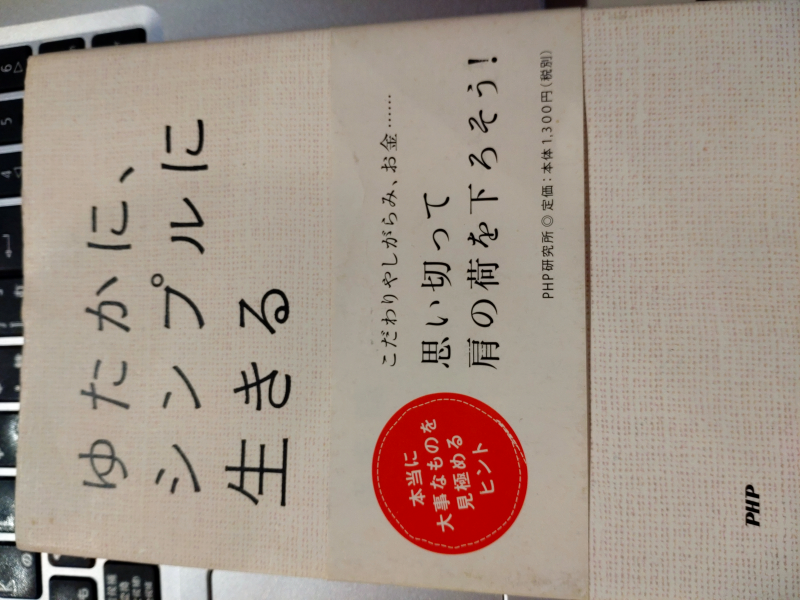 ゆたかに、
シンプルに
生きる
こだわりやしがらみ、お金……
思い切って
肩の荷を下ろそう！
本当に
大事なものを
見極める
ヒント
PHP研究所◎定価：本体1,300円（税別）
PHP
6
5
4